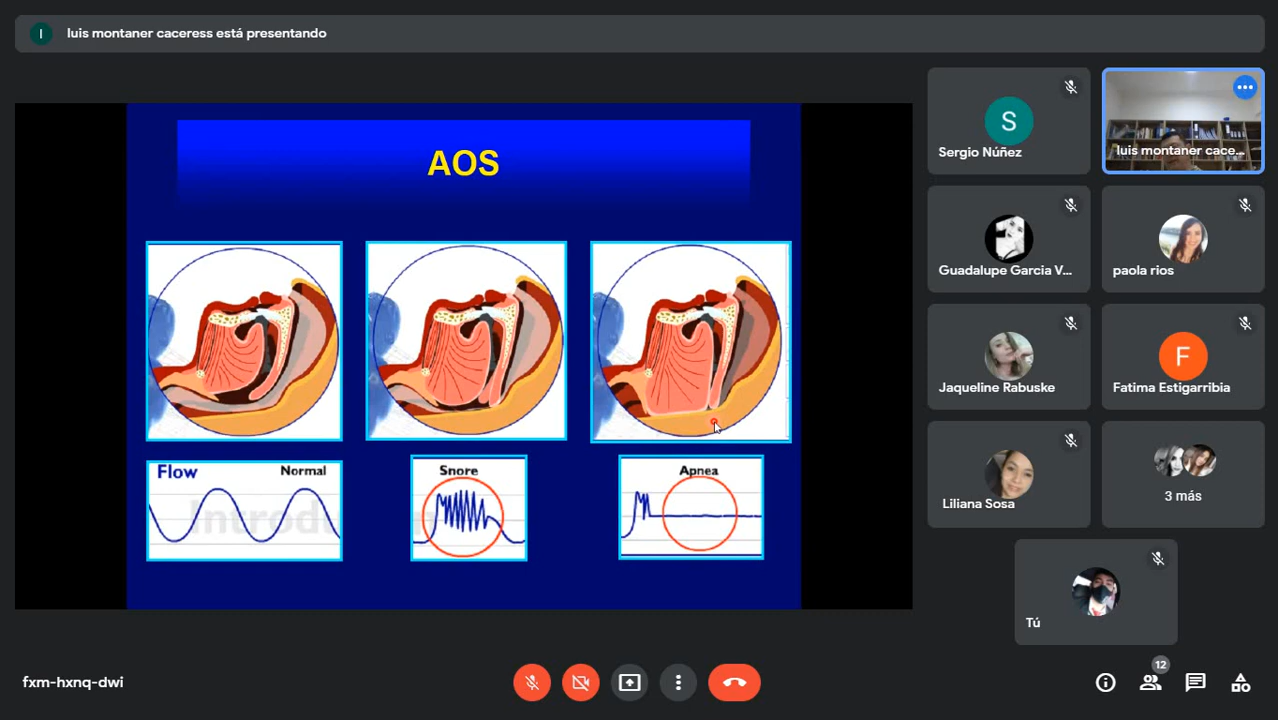 I
luis montaner caceress está presentando
AOS
Flow
Normal
Snore
Apnea
S
Sergio Núñez
luis montaner cace...
Guadalupe Garcia V...
paola rios
Jaqueline Rabuske
F
Fatima Estigarribia
Liliana Sosa
3 más
Tú
fxm-hxnq-dwi
12